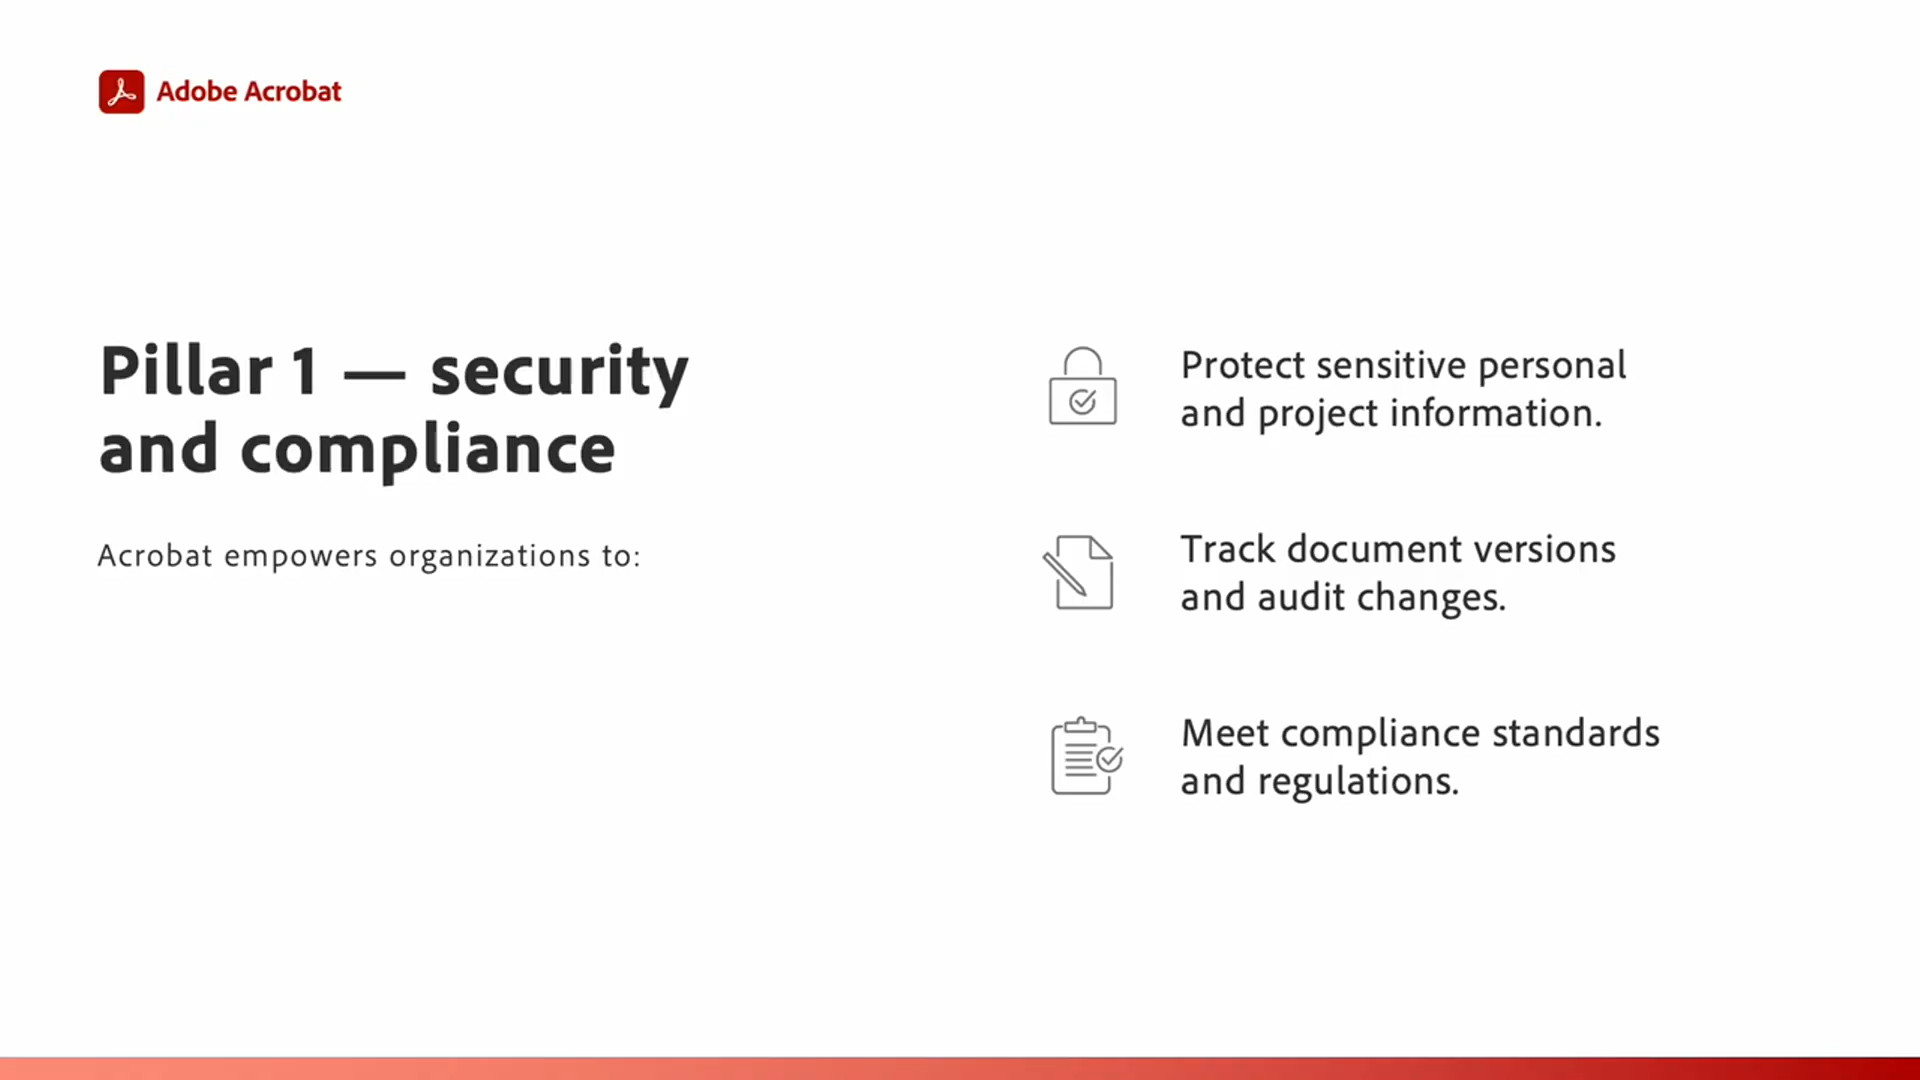 Adobe Acrobat
Pillar 1 — security
and compliance
Acrobat empowers organizations to:
Protect sensitive personal
and project information.
Track document versions
and audit changes.
Meet compliance standards
and regulations.